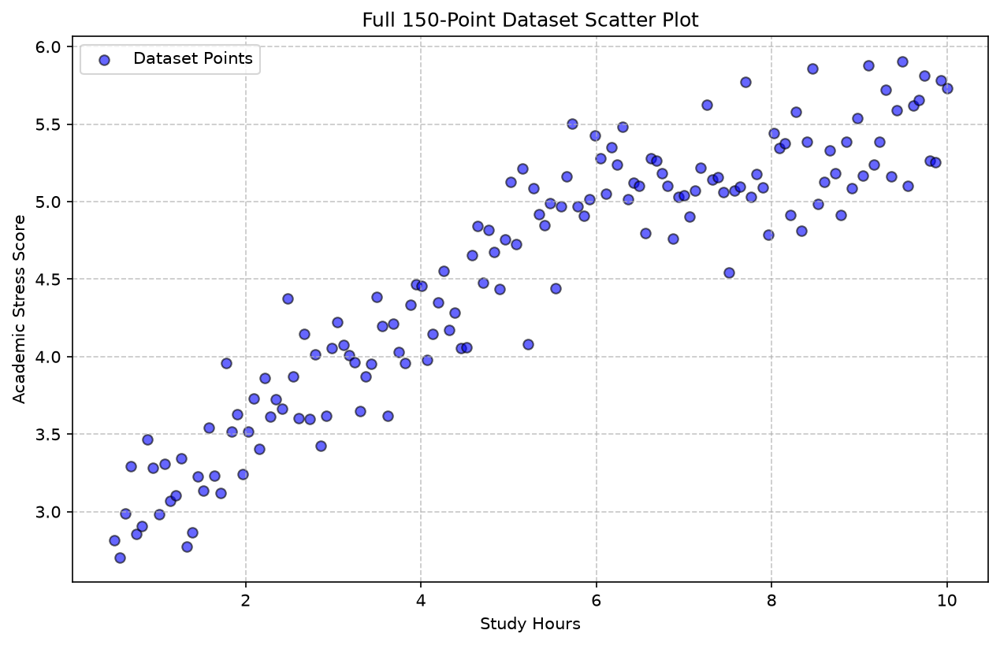 Full 150-Point Dataset Scatter Plot
Dataset Points
6.0
5.5
5.0
4.5
4.0
3.5
3.0
Academic Stress Score
2 4 6 8 10
Study Hours